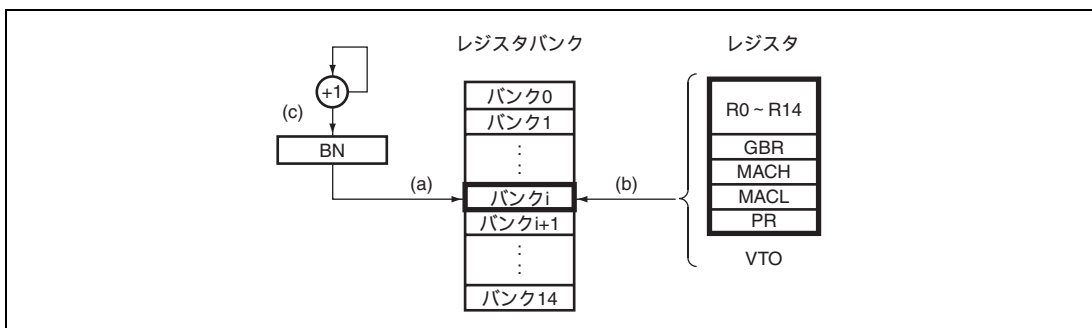 レジスタバンク
レジスタ
+1
(c)
BN
(a)
バンク0
バンク1
バンクi
バンクi+1
バンク14
(b)
R0 ~ R14
GBR
MACH
MACL
PR
VTO